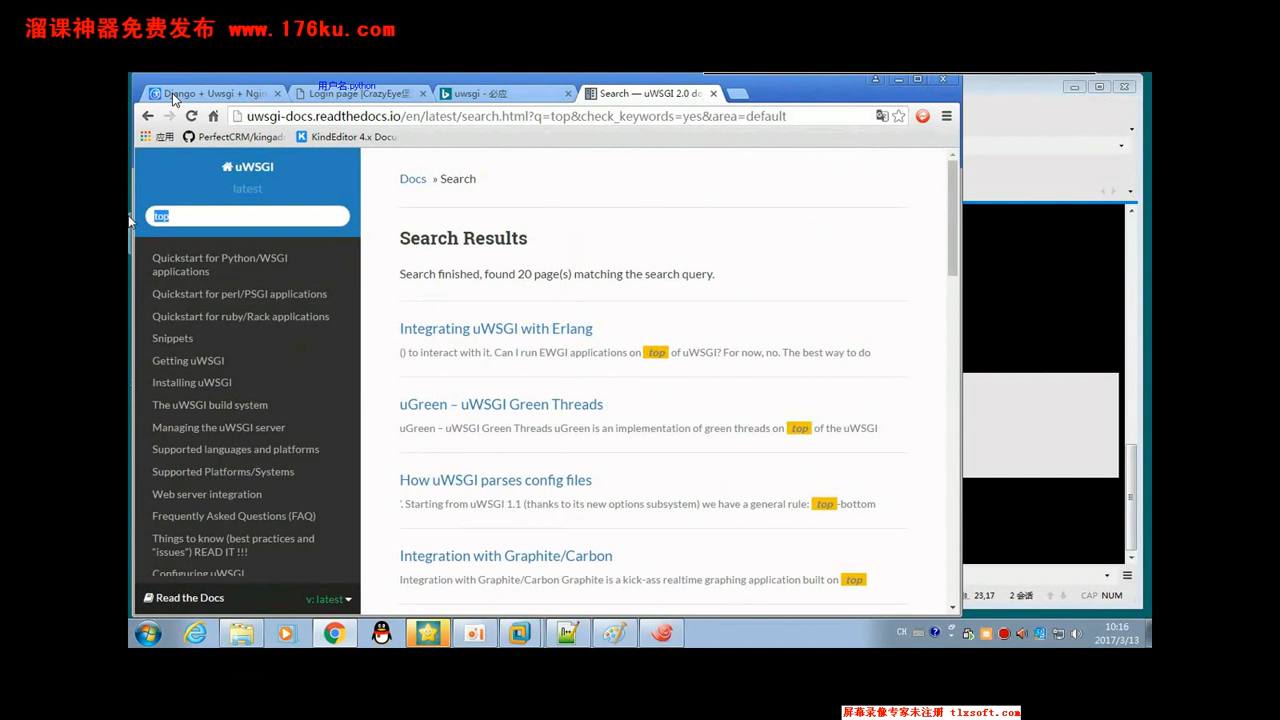 溜课神器免费发布 www.176ku.com
用户名:python
Django + Uwsgi + Ngin
Login page |CrazyEye堡
uwsgi - 必应
Search — uWSGI 2.0 do
uwsgi-docs.readthedocs.io/en/latest/search.html?q=top&check_keywords=yes&area=default
应用
PerfectCRM/kingad
KindEditor 4.x Docu
uWSGI
latest
top
Quickstart for Python/WSGI
applications
Quickstart for perl/PSGI applications
Quickstart for ruby/Rack applications
Snippets
Getting uWSGI
Installing uWSGI
The uWSGI build system
Managing the uWSGI server
Supported languages and platforms
Supported Platforms/Systems
Web server integration
Frequently Asked Questions (FAQ)
Things to know (best practices and
"issues") READ IT !!!
Configuring uWSGI
Read the Docs
v: latest
Docs » Search
Search Results
Search finished, found 20 page(s) matching the search query.
Integrating uWSGI with Erlang
() to interact with it. Can I run EWGI applications on top of uWSGI? For now, no. The best way to do
uGreen – uWSGI Green Threads
uGreen – uWSGI Green Threads uGreen is an implementation of green threads on top of the uWSGI
How uWSGI parses config files
'. Starting from uWSGI 1.1 (thanks to its new options subsystem) we have a general rule: top-bottom
Integration with Graphite/Carbon
Integration with Graphite/Carbon Graphite is a kick-ass realtime graphing application built on top
23,17
2 会话
CAP NUM
CH
10:16
2017/3/13
屏幕录像专家未注册 tlxsoft.com